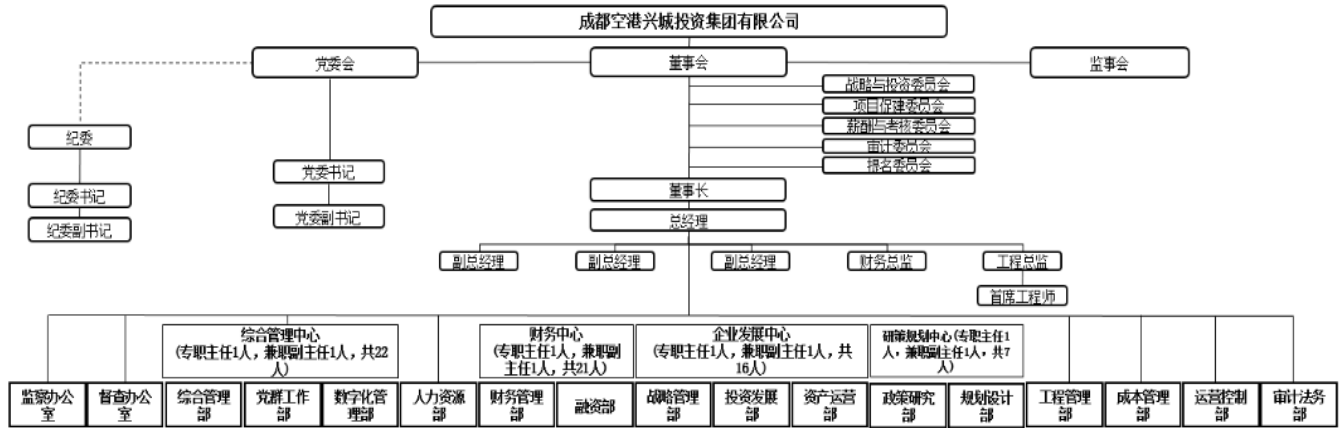 成都空港兴城投资集团有限公司
党委会
董事会
监事会
战略与投资委员会
项目促建委员会
薪酬与考核委员会
审计委员会
提名委员会
纪委
党委书记
纪委书记
董事长
党委副书记
总经理
纪委副书记
副总经理
副总经理
副总经理
财务总监
工程总监
首席工程师
综合管理中心
(专职主任1人，兼职副主任1人，共22
人)
财务中心
(专职主任1人，兼职副
主任1人，共21人)
企业发展中心
(专职主任1人，兼职副主任1人，共
16人)
研策规划中心(专职主任1
人，兼职副主任1人，共7
人)
监察办公
室
督查办公
室
综合管理
部
党群工作
部
数字化管
理部
人力资源
部
财务管理
部
融资部
战略管理
部
投资发展
部
资产运营
部
政策研究
部
规划设计
部
工程管理
部
成本管理
部
运营控制
部
审计法务
部